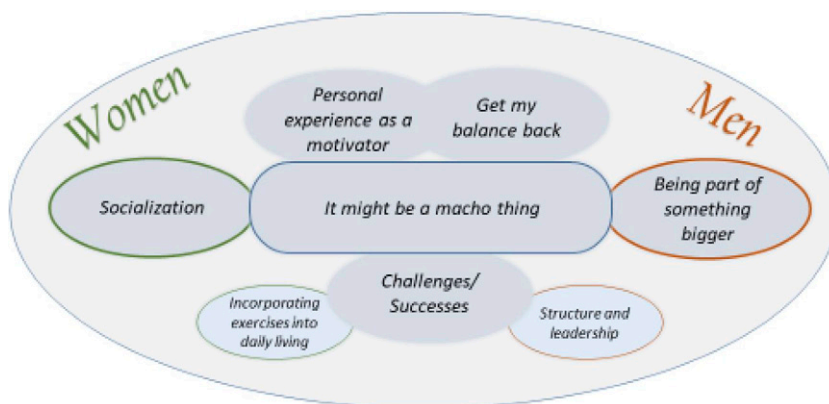 Women
Men
Personal
experience as a
motivator
Get my
balance back
Socialization
It might be a macho thing
Being part of
something
bigger
Challenges/
Successes
Incorporating
exercises into
daily living
Structure and
leadership